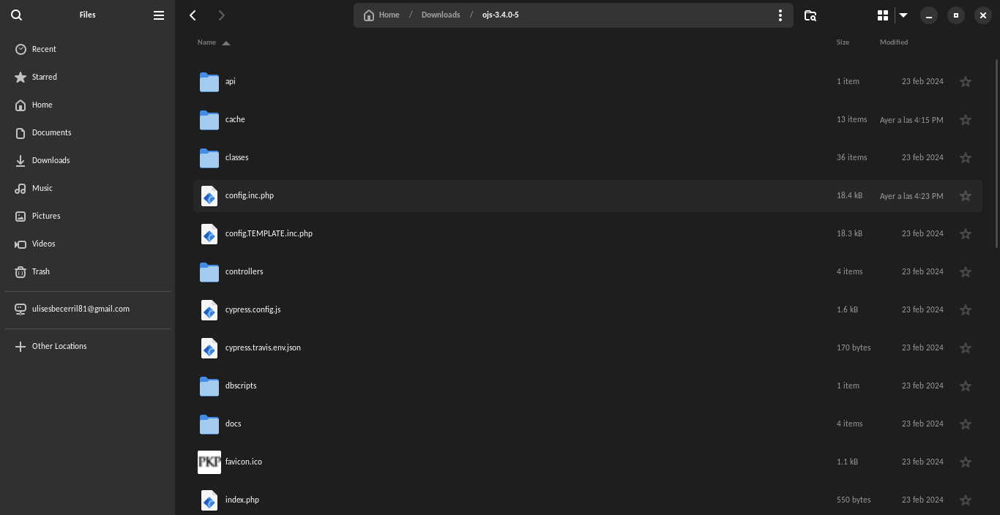 Files
Home / Downloads / ojs-3.4.0-5
Recent
Starred
Home
Documents
Downloads
Music
Pictures
Videos
Trash
ulisesbecerril81@gmail.com
Other Locations
Name Size Modified
api 1 item 23 feb 2024
cache 13 items Ayer a las 4:15 PM
classes 36 items 23 feb 2024
config.inc.php 18.4 kB Ayer a las 4:23 PM
config.TEMPLATE.inc.php 18.3 kB 23 feb 2024
controllers 4 items 23 feb 2024
cypress.config.js 1.6 kB 23 feb 2024
cypress.travis.env.json 170 bytes 23 feb 2024
dbscripts 1 item 23 feb 2024
docs 4 items 23 feb 2024
PKP favicon.ico 1.1 kB 23 feb 2024
index.php 550 bytes 23 feb 2024